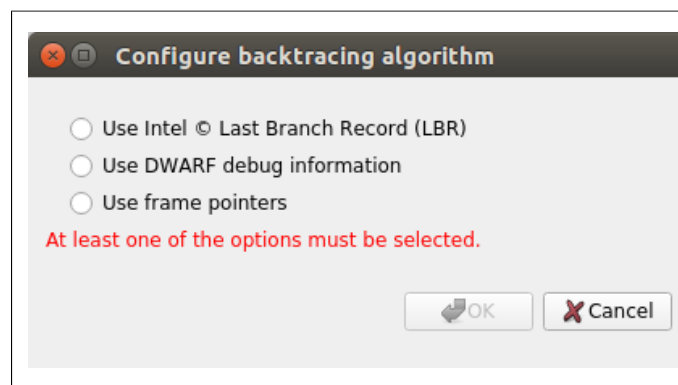 Configure backtracing algorithm
Use Intel © Last Branch Record (LBR)
Use DWARF debug information
Use frame pointers
At least one of the options must be selected.
OK Cancel